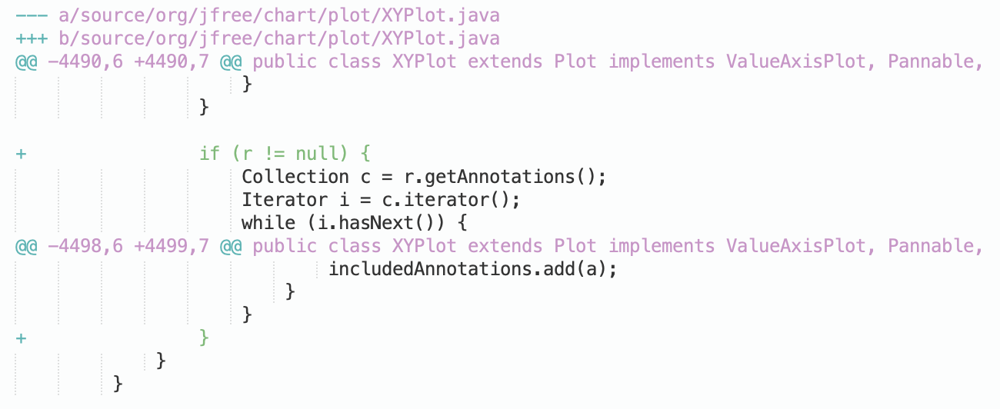 --- a/source/org/jfree/chart/plot/XYPlot.java
+++ b/source/org/jfree/chart/plot/XYPlot.java
@@ -4490,6 +4490,7 @@ public class XYPlot extends Plot implements ValueAxisPlot, Pannable,
                     }
                 }

+                if (r != null) {
                     Collection c = r.getAnnotations();
                     Iterator i = c.iterator();
                     while (i.hasNext()) {
@@ -4498,6 +4499,7 @@ public class XYPlot extends Plot implements ValueAxisPlot, Pannable,
                             includedAnnotations.add(a);
                         }
                     }
+                }
             }
         }